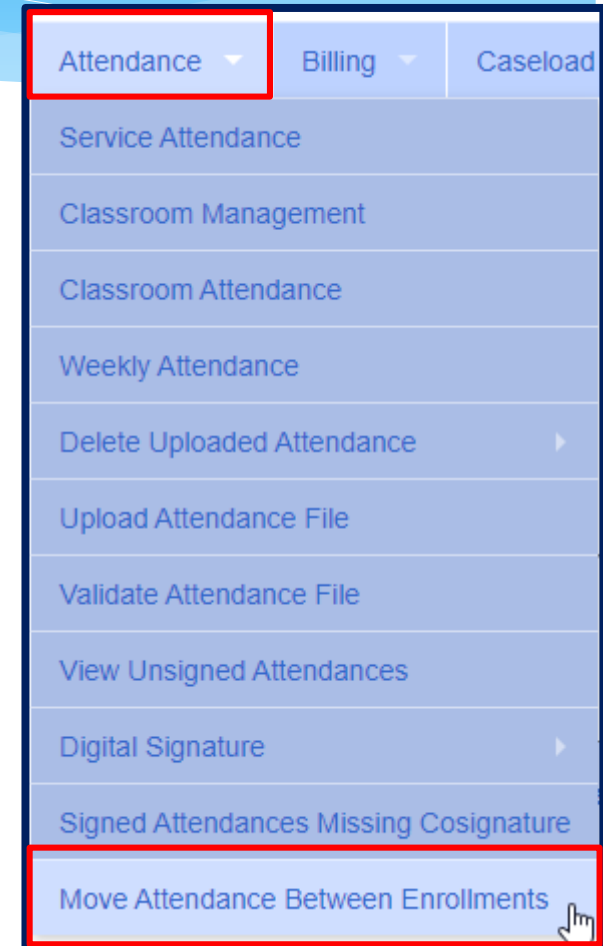 Attendance Billing Caseload
Service Attendance
Classroom Management
Classroom Attendance
Weekly Attendance
Delete Uploaded Attendance
Upload Attendance File
Validate Attendance File
View Unsigned Attendances
Digital Signature
Signed Attendances Missing Cosignature
Move Attendance Between Enrollments